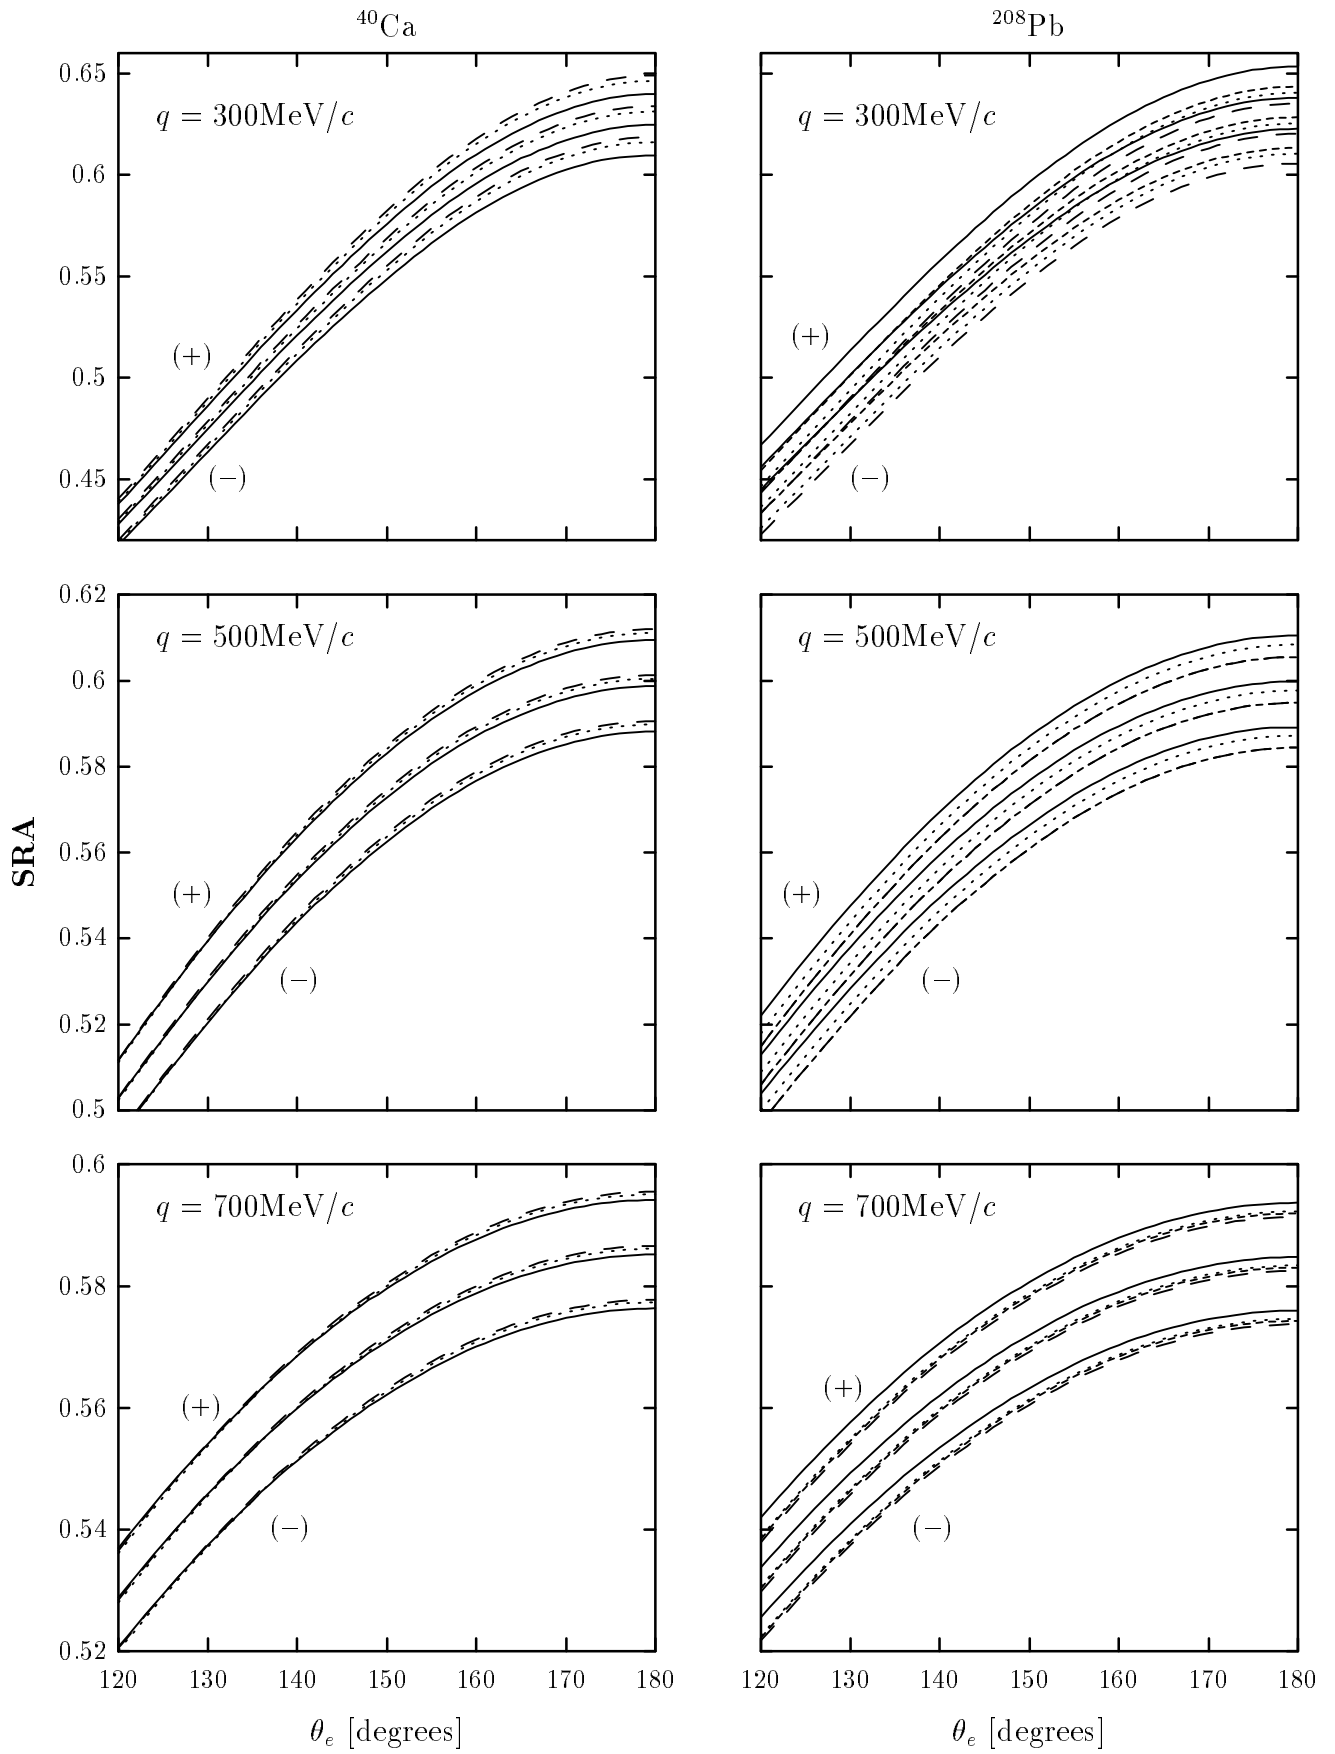 ⁴⁰Ca
²⁰⁸Pb
0.65
0.6
0.55
0.5
0.45
q = 300MeV/c
(+)
(−)
q = 300MeV/c
(+)
(−)
SRA
0.62
0.6
0.58
0.56
0.54
0.52
0.5
q = 500MeV/c
(+)
(−)
q = 500MeV/c
(+)
(−)
0.6
0.58
0.56
0.54
0.52
q = 700MeV/c
(+)
(−)
q = 700MeV/c
(+)
(−)
120 130 140 150 160 170 180
120 130 140 150 160 170 180
θₑ [degrees]
θₑ [degrees]